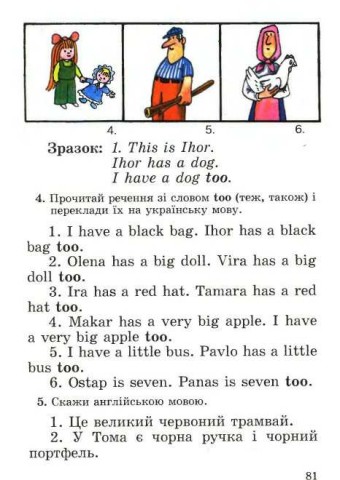 4. 5. 6.
Зразок: 1. This is Ihor.
Ihor has a dog.
I have a dog too.
4. Прочитай речення зі словом too (теж, також) і
переклади їх на українську мову.
1. I have a black bag. Ihor has a black
bag too.
2. Olena has a big doll. Vira has a big
doll too.
3. Ira has a red hat. Tamara has a red
hat too.
4. Makar has a very big apple. I have
a very big apple too.
5. I have a little bus. Pavlo has a little
bus too.
6. Ostap is seven. Panas is seven too.
5. Скажи англійською мовою.
1. Це великий червоний трамвай.
2. У Тома є чорна ручка і чорний
портфель.
81